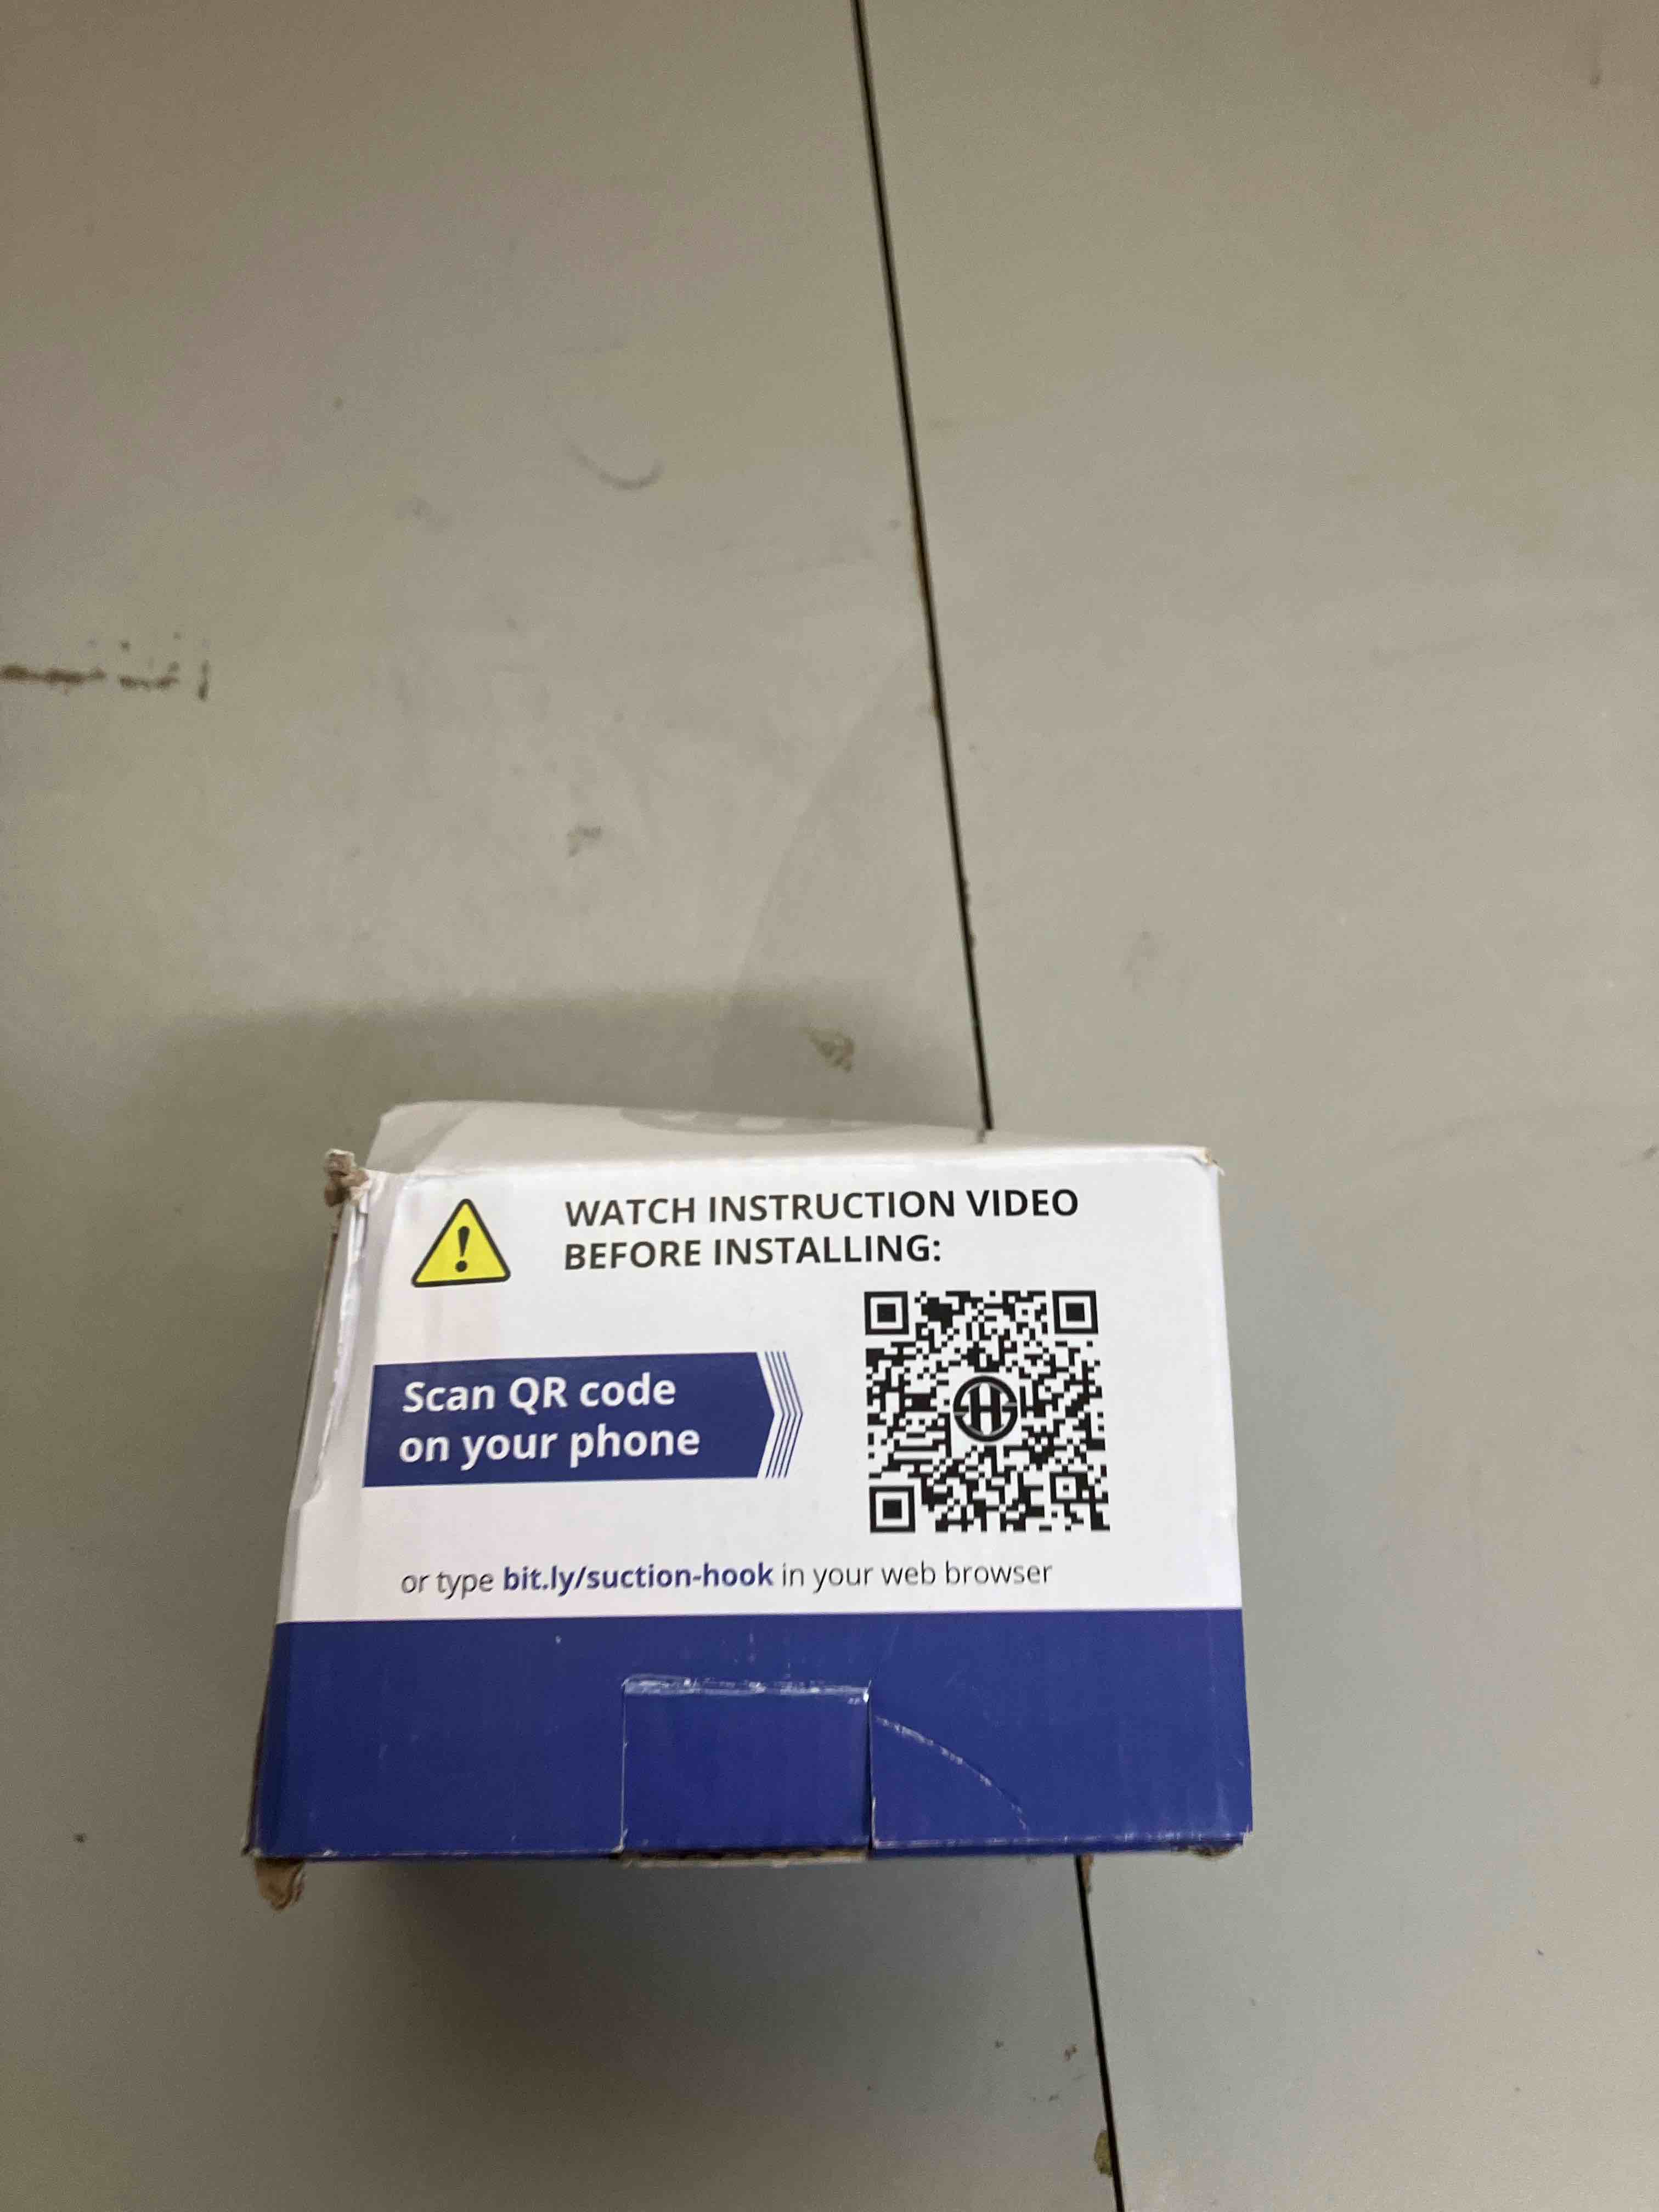 WATCH INSTRUCTION VIDEO
BEFORE INSTALLING:
Scan QR code
on your phone
H
or type bit.ly/suction-hook in your web browser